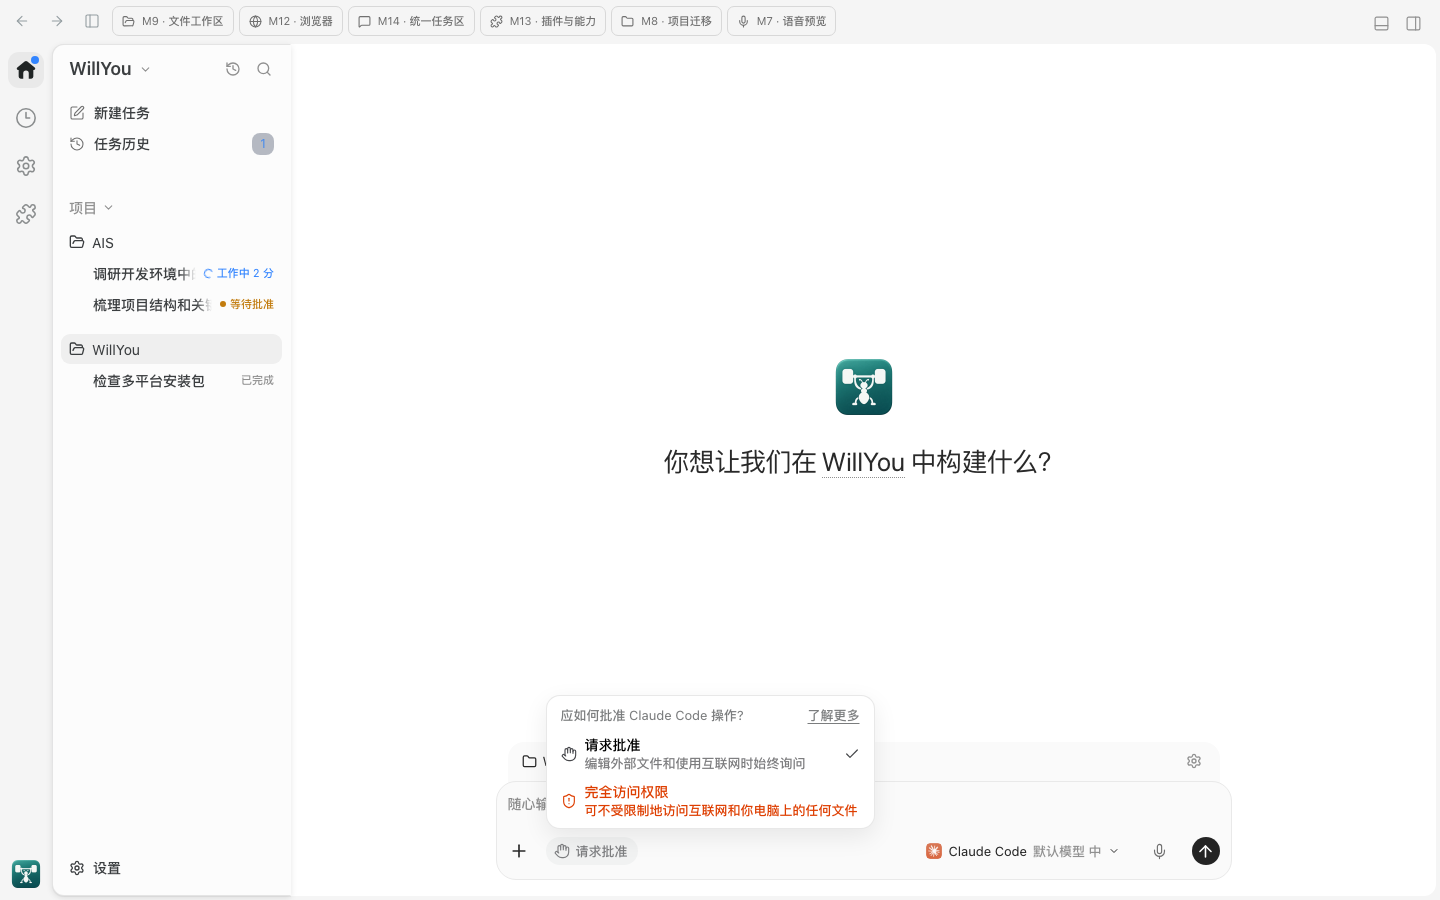 M9 · 文件工作区
M12 · 浏览器
M14 · 统一任务区
M13 · 插件与能力
M8 · 项目迁移
M7 · 语音预览
WillYou
新建任务
任务历史
1
项目
AIS
调研开发环境中
工作中 2 分
梳理项目结构和关
等待批准
WillYou
检查多平台安装包
已完成
设置
你想让我们在 WillYou 中构建什么?
应如何批准 Claude Code 操作?
了解更多
请求批准
编辑外部文件和使用互联网时始终询问
完全访问权限
可不受限制地访问互联网和你电脑上的任何文件
随心输
请求批准
Claude Code 默认模型 中